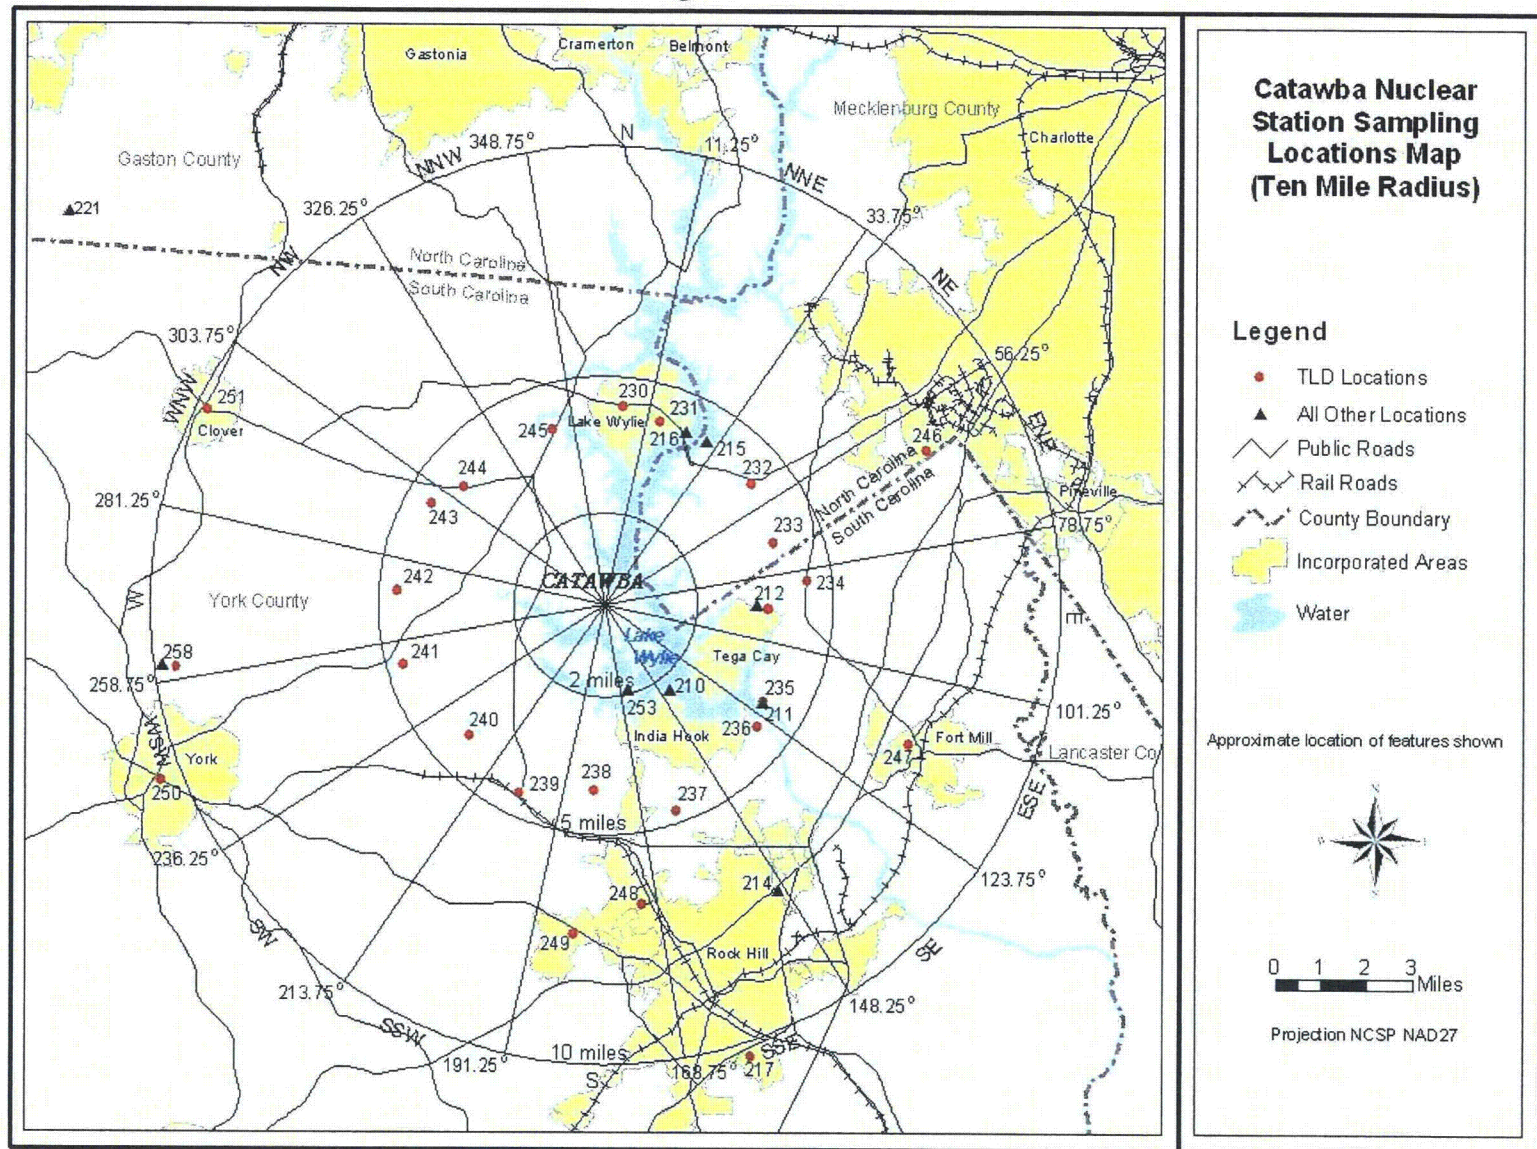 Gastonia
Cramerton
Belmont
Mecklenburg County
Charlotte
Gaston County
348.75°
N
11.25°
NNW
NNE
326.25°
33.75°
221
NW
North Carolina
South Carolina
NE
303.75°
56.25°
WNW
251
Clover
230
231
Lake Wylie
245
216
215
246
ENE
244
232
North Carolina
South Carolina
Pineville
281.25°
243
78.75°
233
242
CATAWBA
234
212
W
York County
E
Lake
Wylie
Tega Cay
258
241
258.75°
2 miles
210
235
253
211
101.25°
240
India Hook
236
Fort Mill
247
Lancaster Co
WSW
York
250
239
238
237
5 miles
ESE
236.25°
123.75°
214
248
249
SW
Rock Hill
SE
213.75°
148.25°
SSW
191.25°
10 miles
S
168.75°
SSE
217
Catawba Nuclear
Station Sampling
Locations Map
(Ten Mile Radius)
Legend
TLD Locations
All Other Locations
Public Roads
Rail Roads
County Boundary
Incorporated Areas
Water
Approximate location of features shown
N
W
E
S
0 1 2 3
Miles
Projection NCSP NAD27